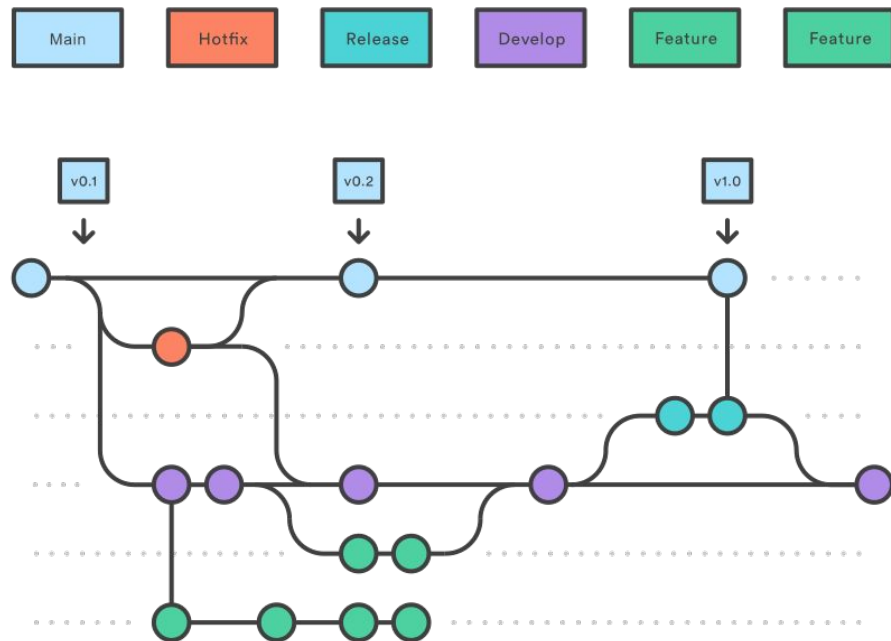 Main
Hotfix
Release
Develop
Feature
Feature
v0.1
v0.2
v1.0